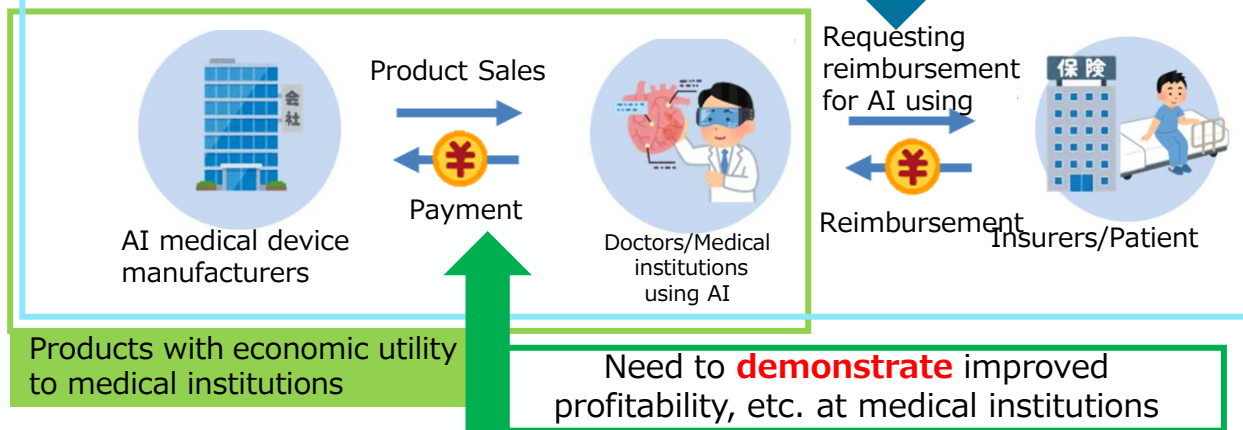 Product Sales
Payment
AI medical device
manufacturers
会
社
Doctors/Medical
institutions
using AI
Requesting
reimbursement
for AI using
Reimbursement
保険
Insurers/Patient
¥
¥
Products with economic utility
to medical institutions
Need to demonstrate improved
profitability, etc. at medical institutions